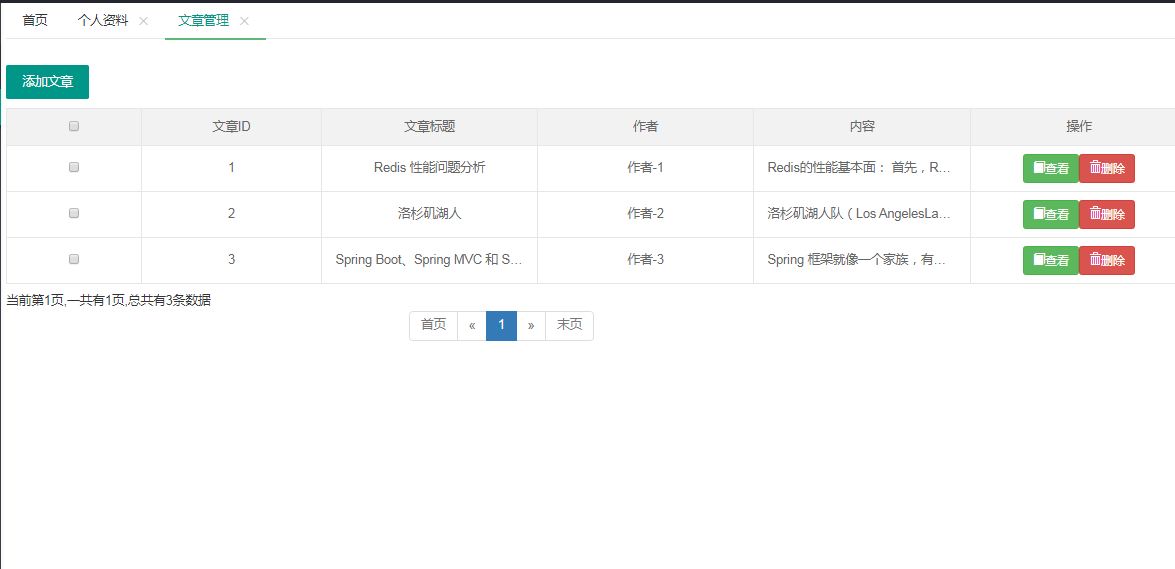 首页 个人资料 文章管理
添加文章
文章ID 文章标题 作者 内容 操作
1 Redis 性能问题分析 作者-1 Redis的性能基本面： 首先，R... 查看 删除
2 洛杉矶湖人 作者-2 洛杉矶湖人队（Los AngelesLa... 查看 删除
3 Spring Boot、Spring MVC 和 S... 作者-3 Spring 框架就像一个家族，有... 查看 删除
当前第1页,一共有1页,总共有3条数据
首页 « 1 » 末页